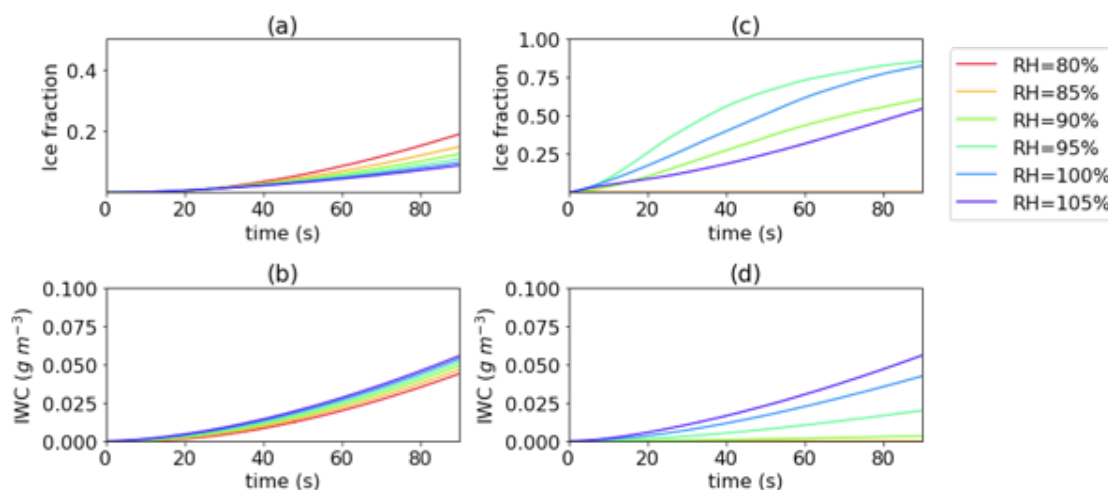 (a)
Ice fraction
0.4
0.2
0 20 40 60 80
time (s)
(c)
Ice fraction
1.00
0.75
0.50
0.25
0 20 40 60 80
time (s)
RH=80%
RH=85%
RH=90%
RH=95%
RH=100%
RH=105%
(b)
IWC (g m⁻³)
0.100
0.075
0.050
0.025
0.000
0 20 40 60 80
time (s)
(d)
IWC (g m⁻³)
0.100
0.075
0.050
0.025
0.000
0 20 40 60 80
time (s)